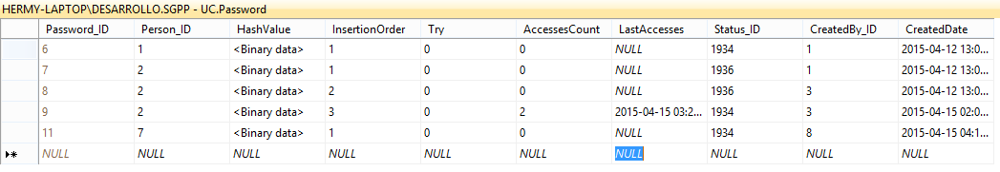 HERMY-LAPTOP\DESARROLLO.SGPP - UC.Password
Password_ID Person_ID HashValue InsertionOrder Try AccessesCount LastAccesses Status_ID CreatedBy_ID CreatedDate
6 1 <Binary data> 1 0 0 NULL 1934 1 2015-04-12 13:0...
7 2 <Binary data> 1 0 0 NULL 1936 1 2015-04-12 13:0...
8 2 <Binary data> 2 0 0 NULL 1936 3 2015-04-12 13:0...
9 2 <Binary data> 3 0 2 2015-04-15 03:2... 1934 3 2015-04-15 02:0...
11 7 <Binary data> 1 0 0 NULL 1934 8 2015-04-15 04:1...
NULL NULL NULL NULL NULL NULL NULL NULL NULL NULL